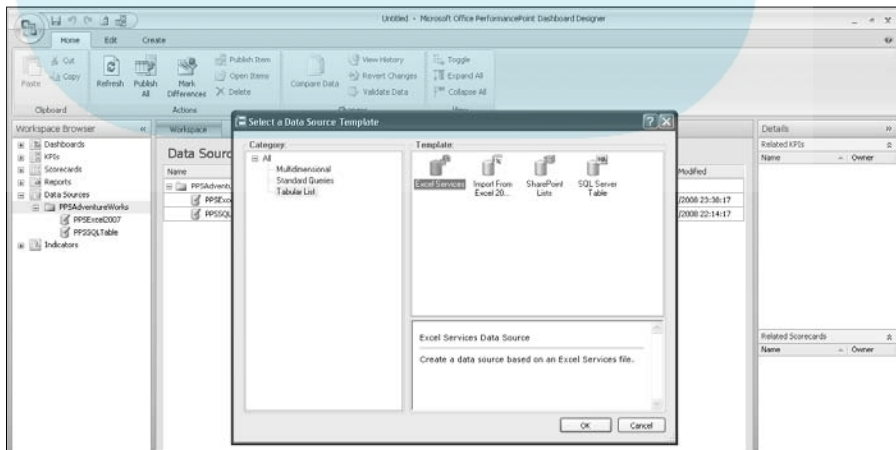 Untitled - Microsoft Office PerformancePoint Dashboard Designer
Home Edit Create
Paste
Cut
Copy
Clipboard
Refresh
Publish All
Mark Differences
Publish Item
Open Items
Delete
Actions
Compare Data
View History
Revert Changes
Validate Data
Toggle
Expand All
Collapse All
Workspace Browser
Dashboards
KPIs
Scorecards
Reports
Data Sources
PPSAdventureWorks
PPSExcel2007
PPSSQLTable
Indicators
Workspace
Data Sourc
Name
PPSAdventu
PPSExce
PPSSQL
Modified
/2008 23:38:17
/2008 22:14:17
Select a Data Source Template
Category:
All
Multidimensional
Standard Queries
Tabular List
Template:
Excel Services
Import From Excel 20...
SharePoint Lists
SQL Server Table
Excel Services Data Source
Create a data source based on an Excel Services file.
OK Cancel
Details
Related KPIs
Name Owner
Related Scorecards
Name Owner